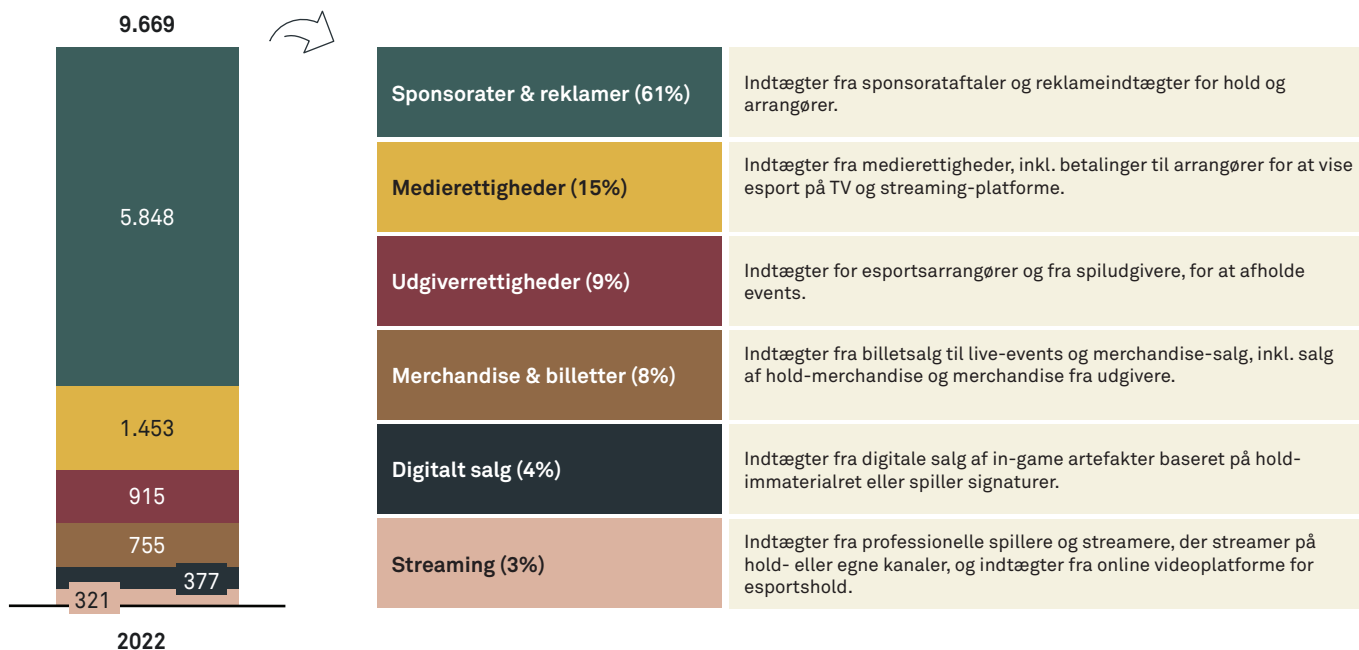 9.669
5.848
1.453
915
755
377
321
2022
Sponsorater & reklamer (61%)
Indtægter fra sponsorataftaler og reklameindtægter for hold og
arrangører.
Medierettigheder (15%)
Indtægter fra medierettigheder, inkl. betalinger til arrangører for at vise
esport på TV og streaming-platforme.
Udgiverrettigheder (9%)
Indtægter for esportsarrangører og fra spiludgivere, for at afholde
events.
Merchandise & billetter (8%)
Indtægter fra billetsalg til live-events og merchandise-salg, inkl. salg
af hold-merchandise og merchandise fra udgivere.
Digitalt salg (4%)
Indtægter fra digitale salg af in-game artefakter baseret på hold-
immaterialret eller spiller signaturer.
Streaming (3%)
Indtægter fra professionelle spillere og streamere, der streamer på
hold- eller egne kanaler, og indtægter fra online videoplatforme for
esportshold.